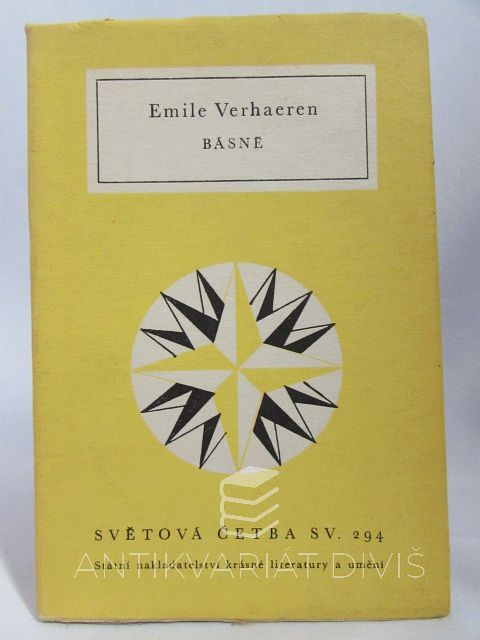 Emile Verhaeren
BÁSNĚ
SVĚTOVÁ ČETBA SV. 294
Státní nakladatelství krásné literatury a umění
ANTIKVARIÁT DIVIŠ